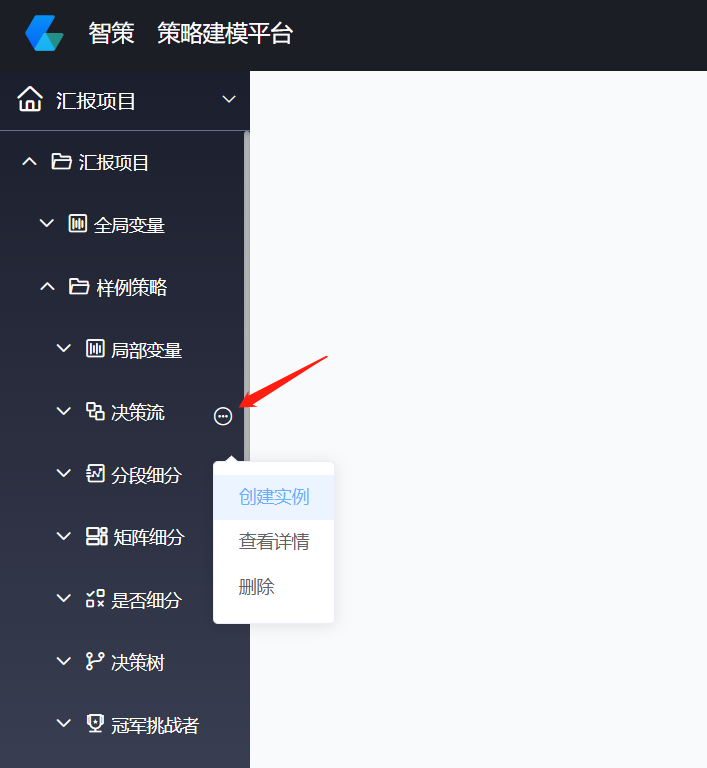 智策 策略建模平台
汇报项目
汇报项目
全局变量
样例策略
局部变量
决策流
分段细分
创建实例
查看详情
矩阵细分
删除
是否细分
决策树
冠军挑战者